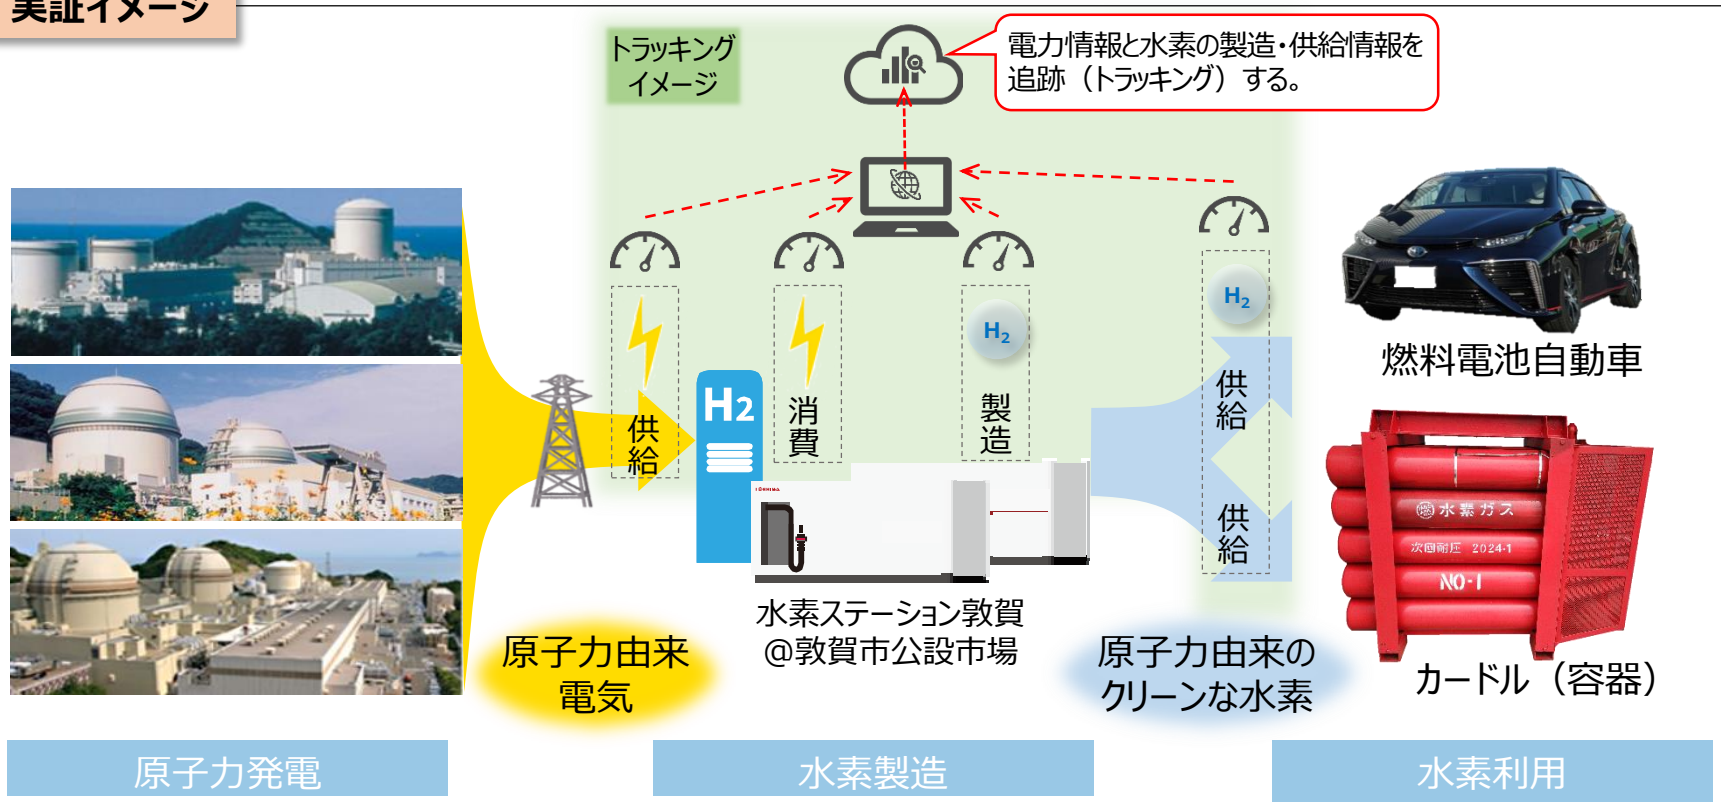 実証イメージ
トラッキング
イメージ
電力情報と水素の製造・供給情報を
追跡（トラッキング）する。
供給
H2
消費
H₂
製造
H₂
供給
供給
TOSHIBA
燃料電池自動車
燃 水素ガス
次回耐圧 2024-1
NO-1
カードル（容器）
水素ステーション敦賀
@敦賀市公設市場
原子力由来
電気
原子力由来の
クリーンな水素
原子力発電
水素製造
水素利用